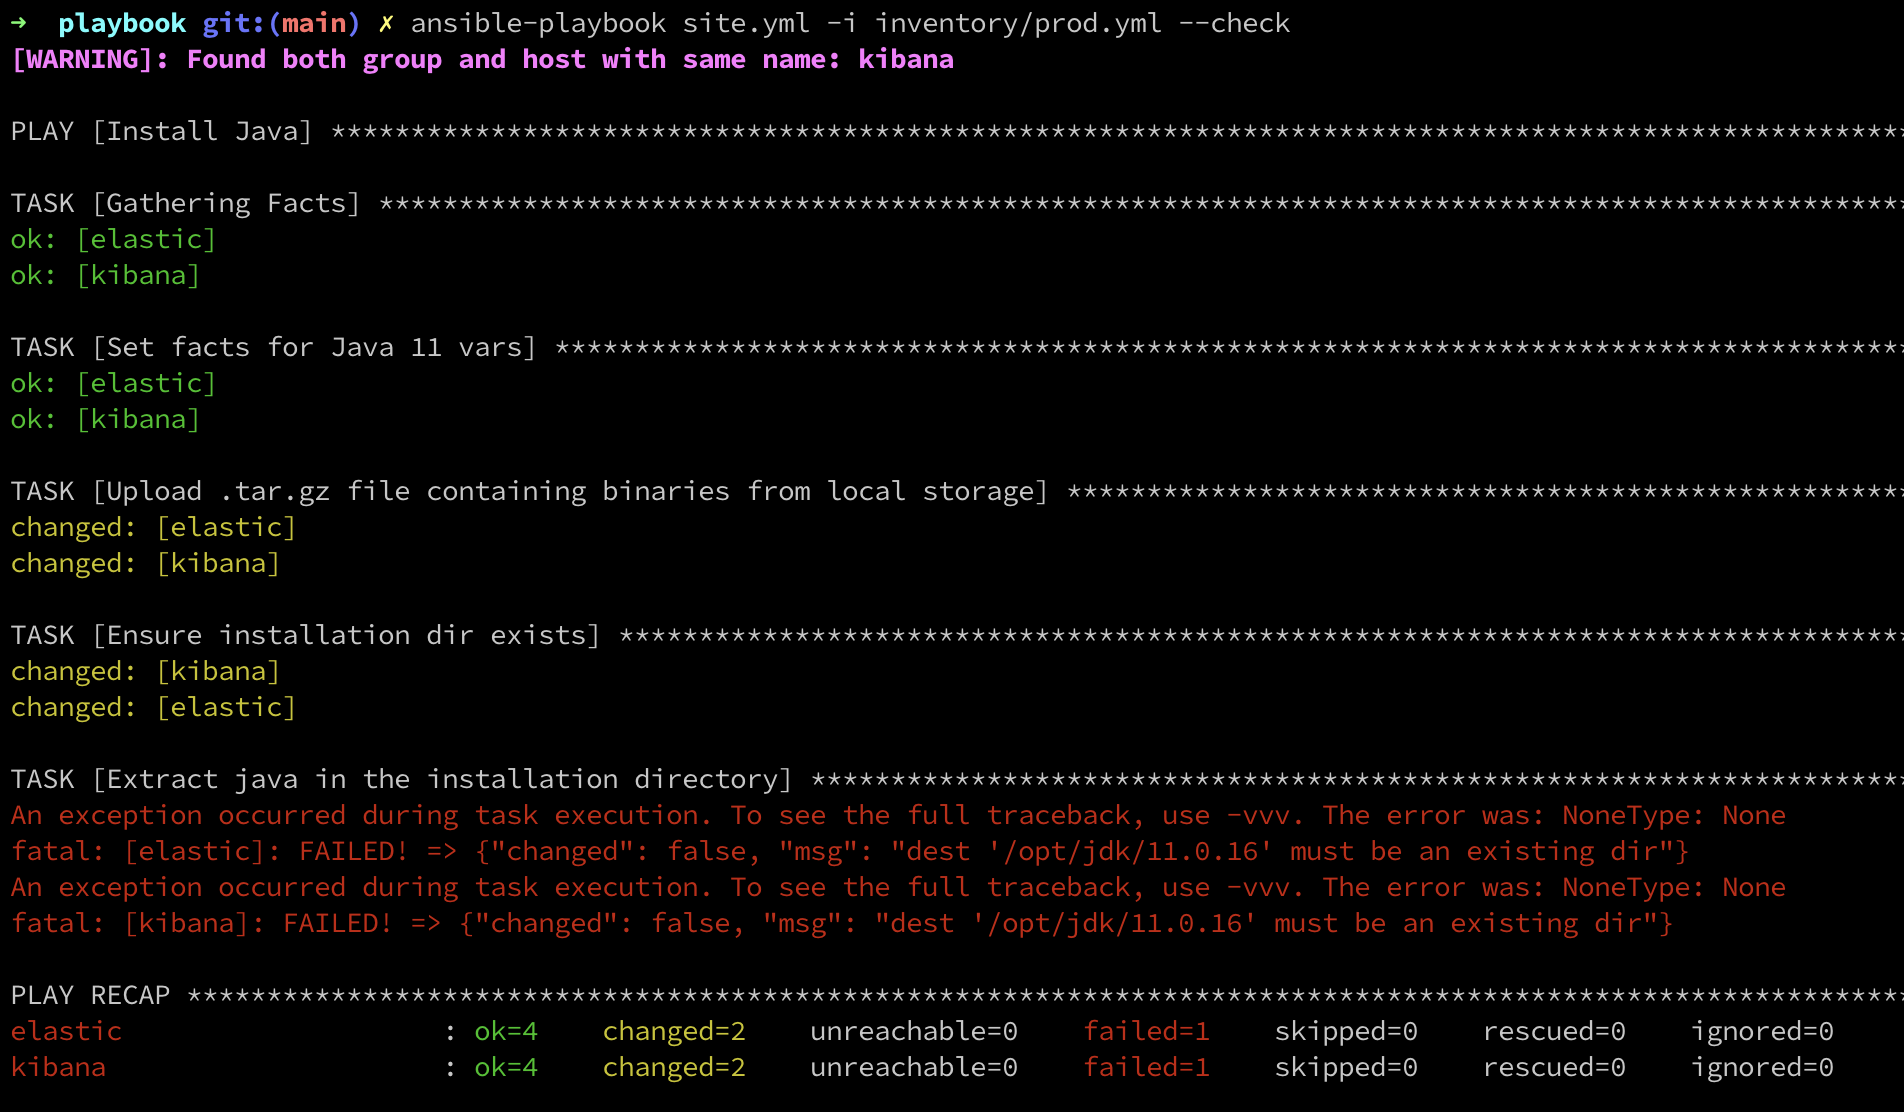 →  playbook git:(main) ✗ ansible-playbook site.yml -i inventory/prod.yml --check
[WARNING]: Found both group and host with same name: kibana
PLAY [Install Java] **************************************************************************************************
TASK [Gathering Facts] ***********************************************************************************************
ok: [elastic]
ok: [kibana]
TASK [Set facts for Java 11 vars] ************************************************************************************
ok: [elastic]
ok: [kibana]
TASK [Upload .tar.gz file containing binaries from local storage] ****************************************************
changed: [elastic]
changed: [kibana]
TASK [Ensure installation dir exists] ********************************************************************************
changed: [kibana]
changed: [elastic]
TASK [Extract java in the installation directory] ********************************************************************
An exception occurred during task execution. To see the full traceback, use -vvv. The error was: NoneType: None
fatal: [elastic]: FAILED! => {"changed": false, "msg": "dest '/opt/jdk/11.0.16' must be an existing dir"}
An exception occurred during task execution. To see the full traceback, use -vvv. The error was: NoneType: None
fatal: [kibana]: FAILED! => {"changed": false, "msg": "dest '/opt/jdk/11.0.16' must be an existing dir"}
PLAY RECAP ***********************************************************************************************************
elastic                    : ok=4    changed=2    unreachable=0    failed=1    skipped=0    rescued=0    ignored=0
kibana                     : ok=4    changed=2    unreachable=0    failed=1    skipped=0    rescued=0    ignored=0